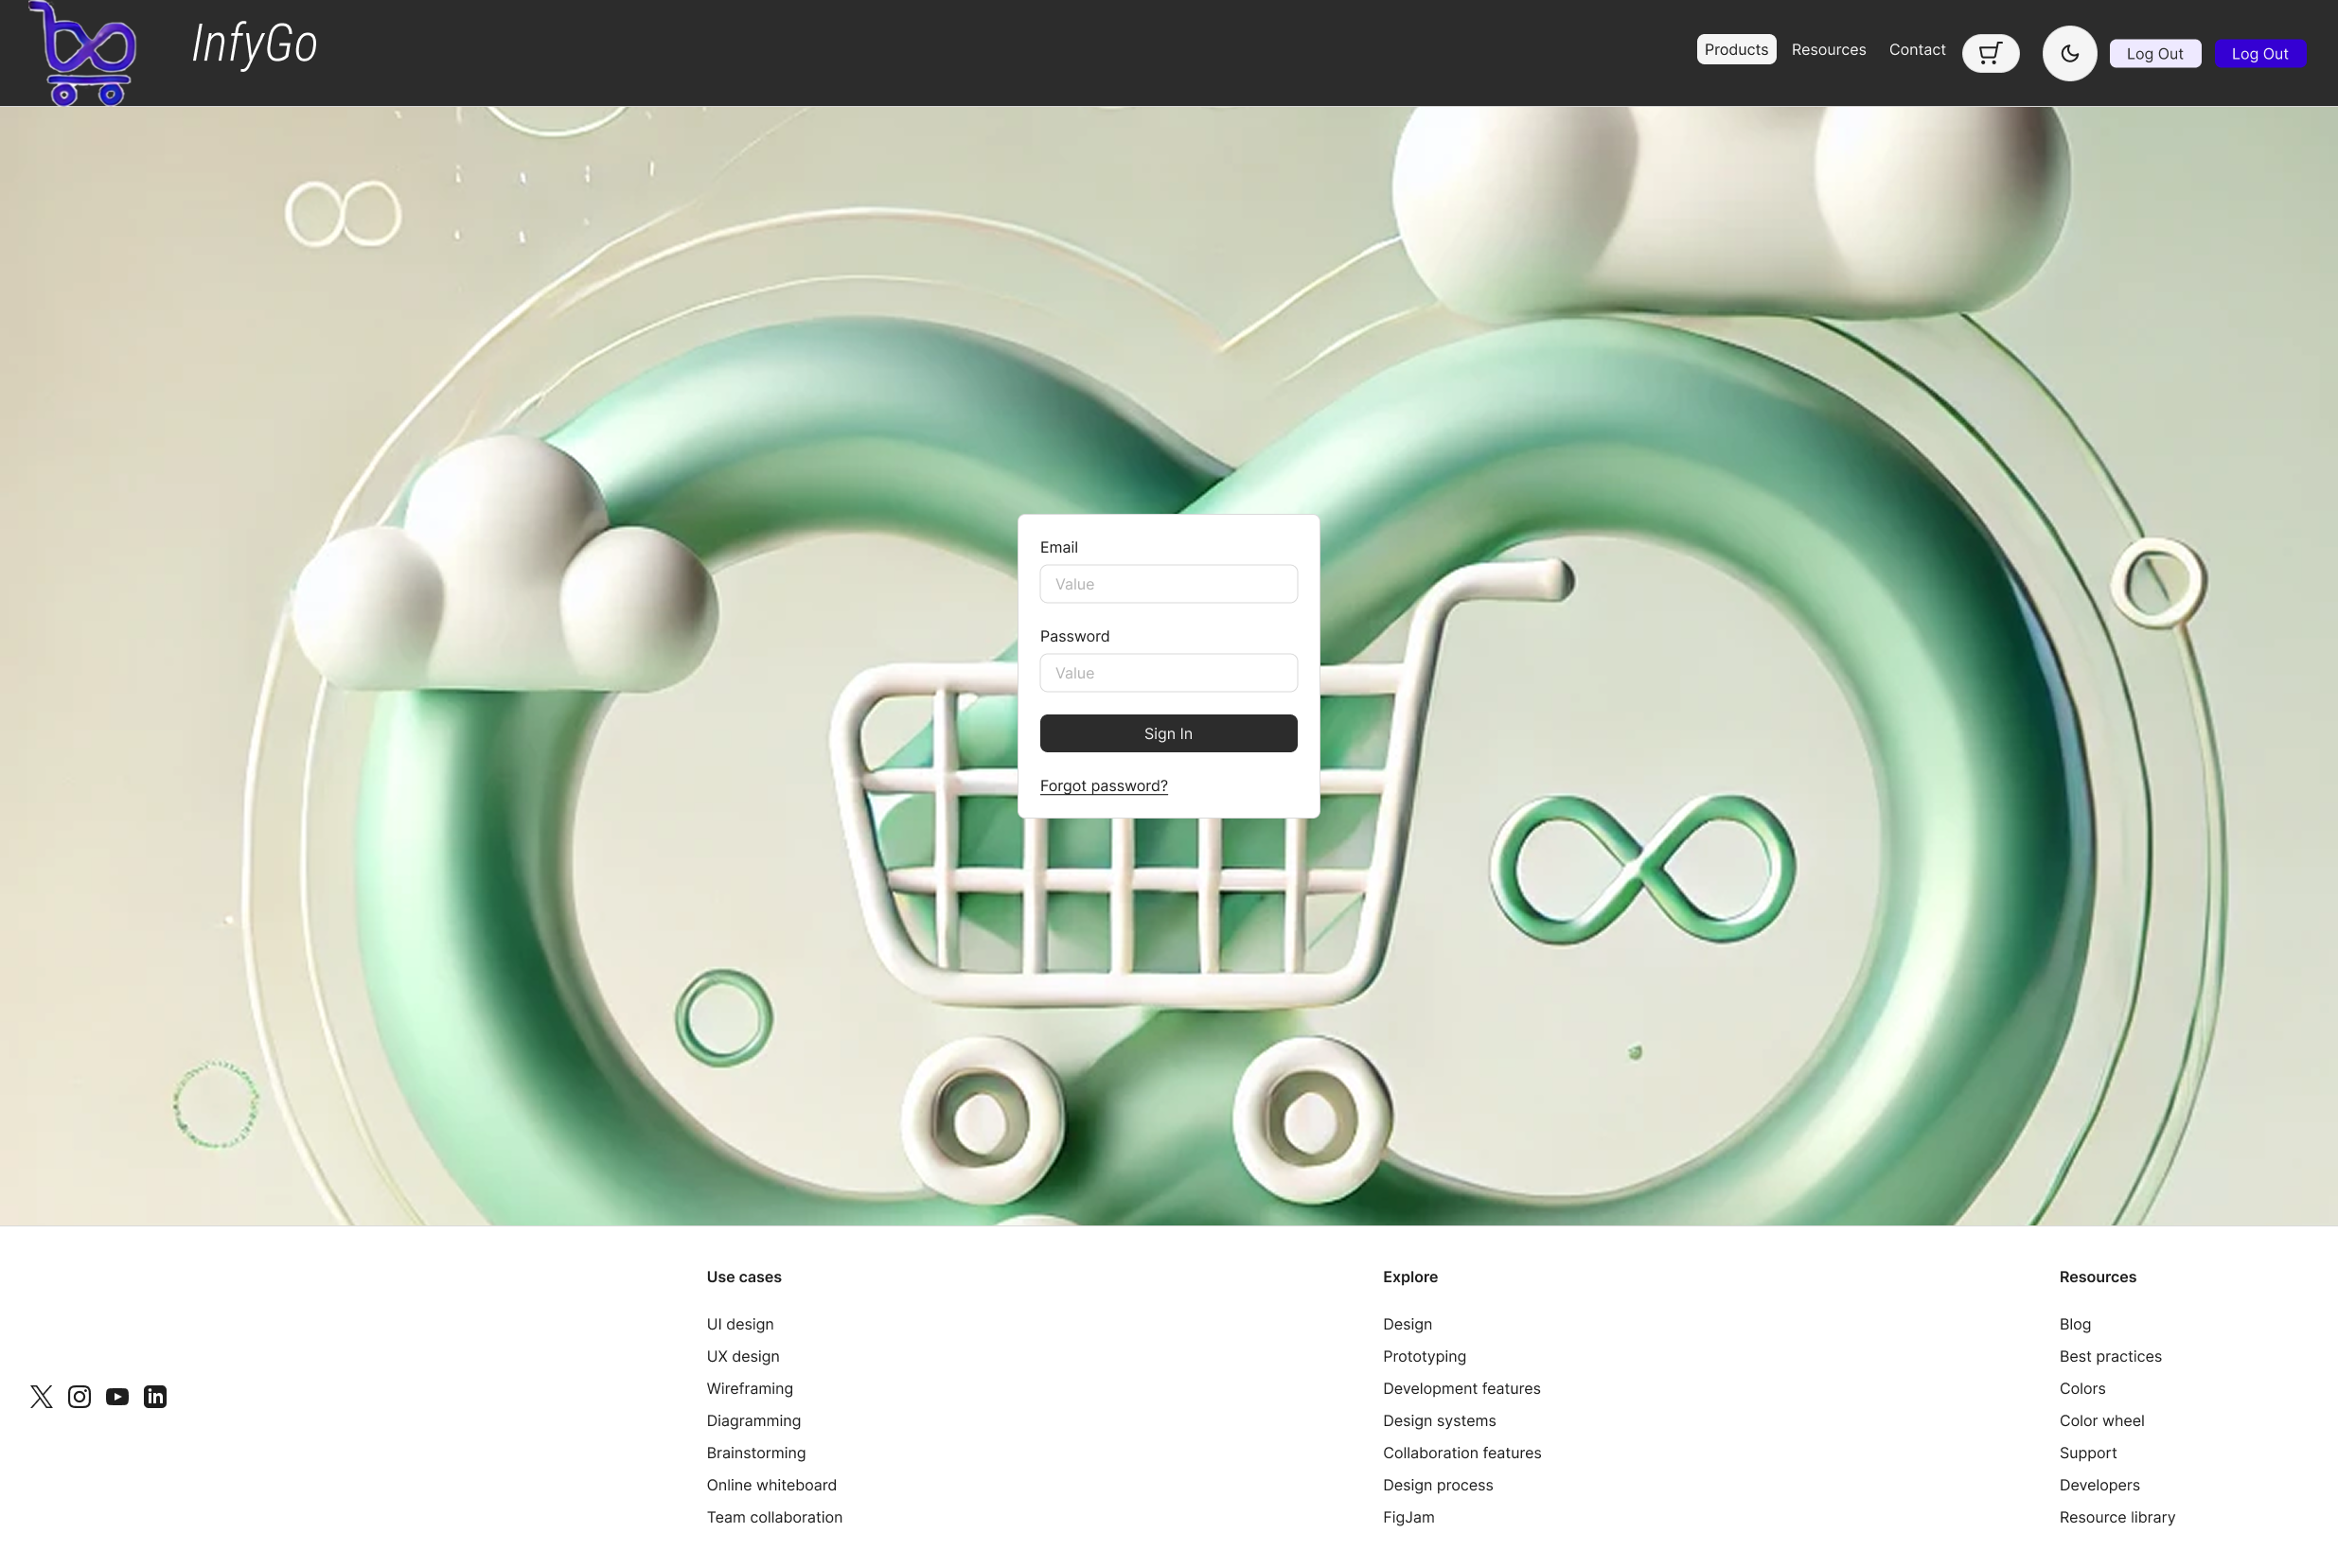 InfyGo
Products Resources Contact Log Out Log Out
Email
Value
Password
Value
Sign In
Forgot password?
Use cases
UI design
UX design
Wireframing
Diagramming
Brainstorming
Online whiteboard
Team collaboration
Explore
Design
Prototyping
Development features
Design systems
Collaboration features
Design process
FigJam
Resources
Blog
Best practices
Colors
Color wheel
Support
Developers
Resource library